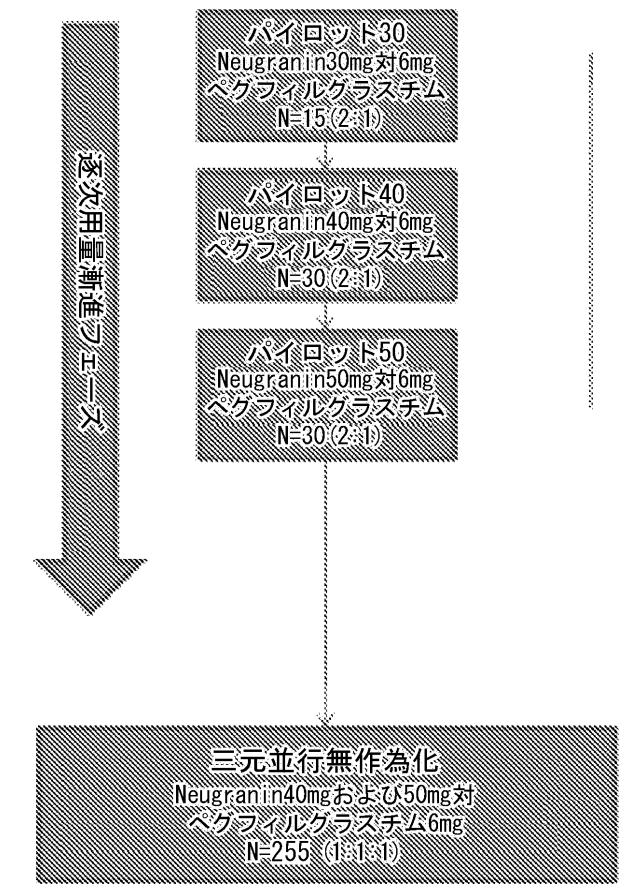 パイロット30
Neugranin30mg対6mg
ペグフィルグラスチム
N=15(2:1)
逐次用量漸進フェーズ
パイロット40
Neugranin40mg対6mg
ペグフィルグラスチム
N=30(2:1)
パイロット50
Neugranin50mg対6mg
ペグフィルグラスチム
N=30(2:1)
三元並行無作為化
Neugranin40mgおよび50mg対
ペグフィルグラスチム6mg
N=255 (1:1:1)